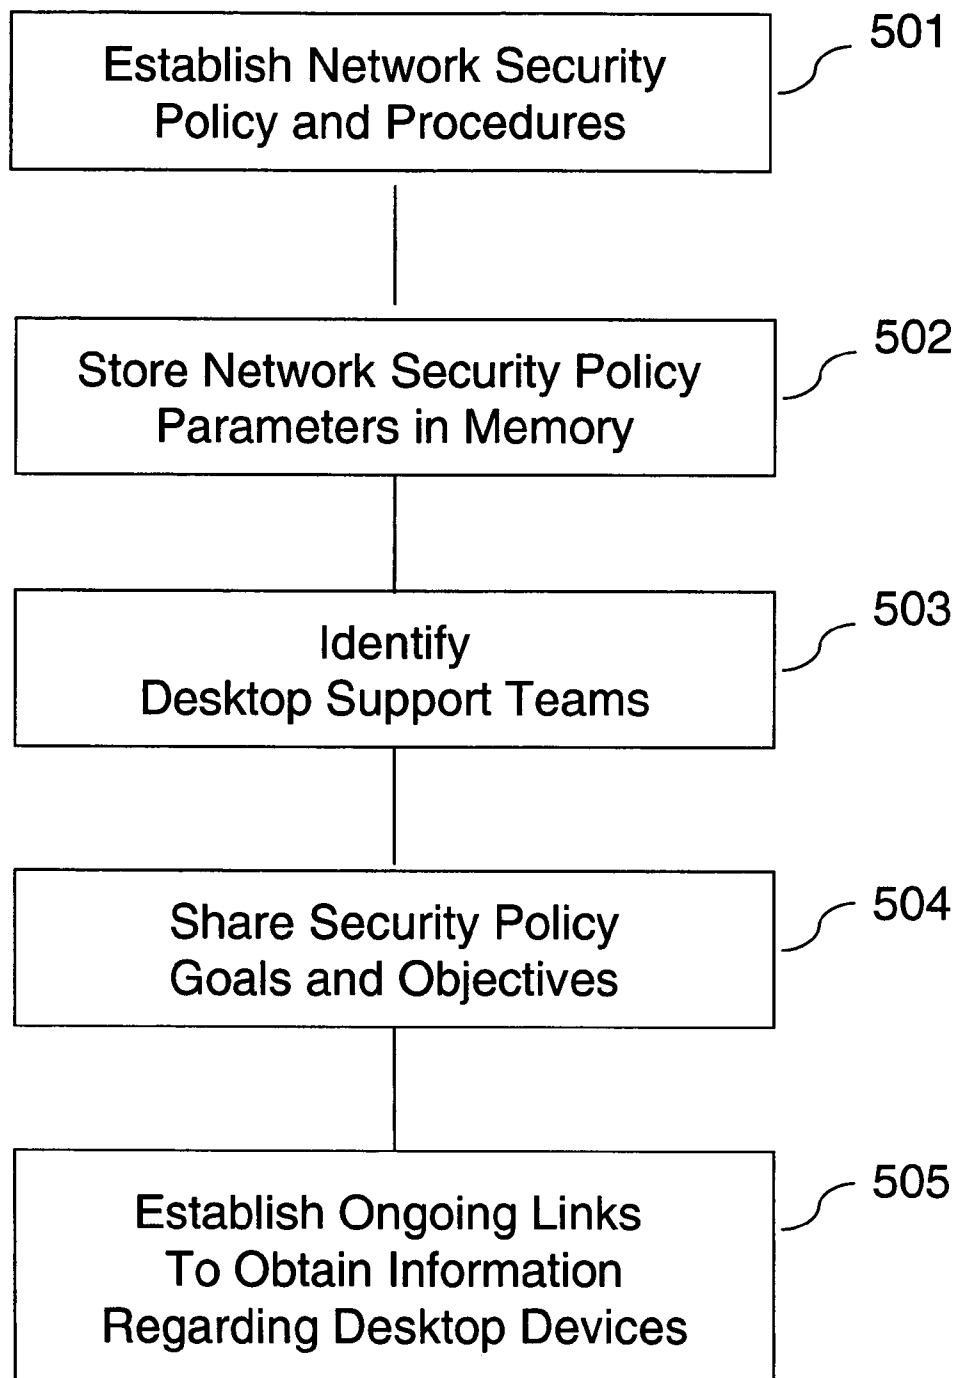 501
Establish Network Security
Policy and Procedures
502
Store Network Security Policy
Parameters in Memory
503
Identify
Desktop Support Teams
504
Share Security Policy
Goals and Objectives
505
Establish Ongoing Links
To Obtain Information
Regarding Desktop Devices